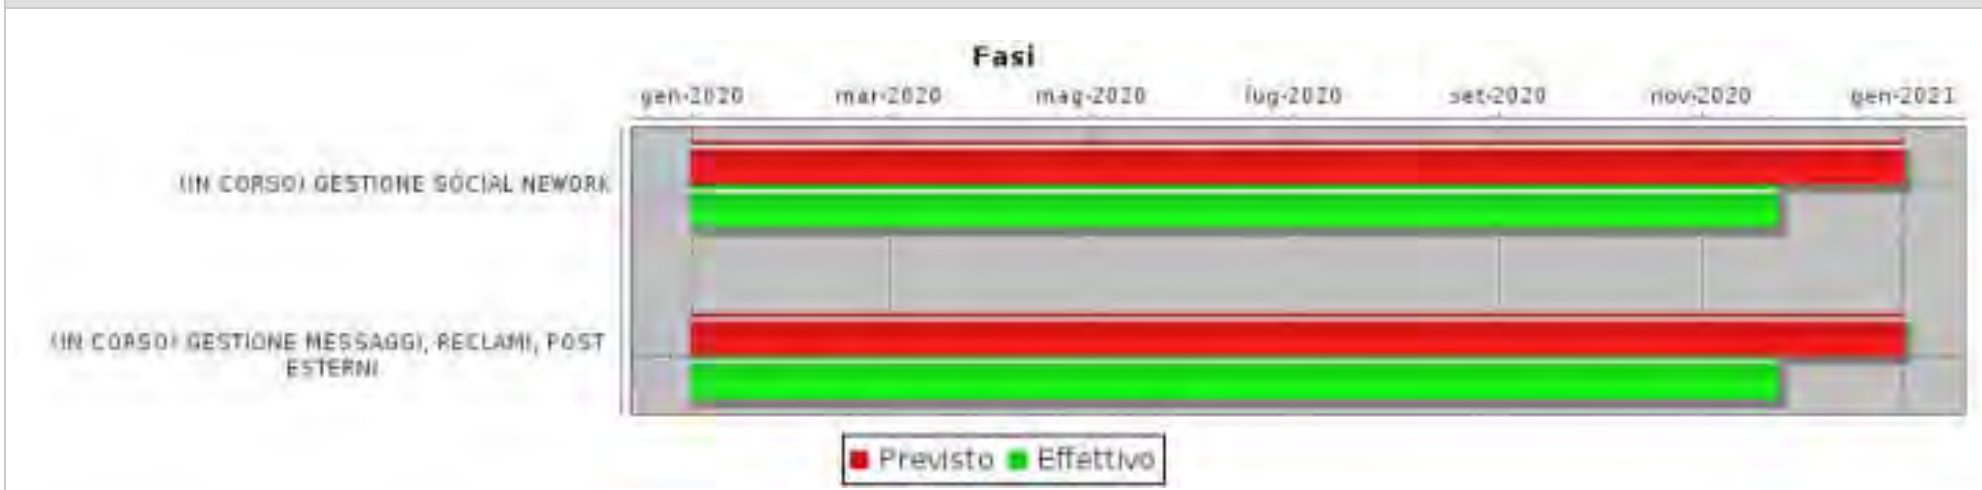 Fasi
gen-2020 mar-2020 mag-2020 lug-2020 set-2020 nov-2020 gen-2021
(IN CORSO) GESTIONE SOCIAL NEWORK
(IN CORSO) GESTIONE MESSAGGI, RECLAMI, POST
ESTERNI
Previsto Effettivo